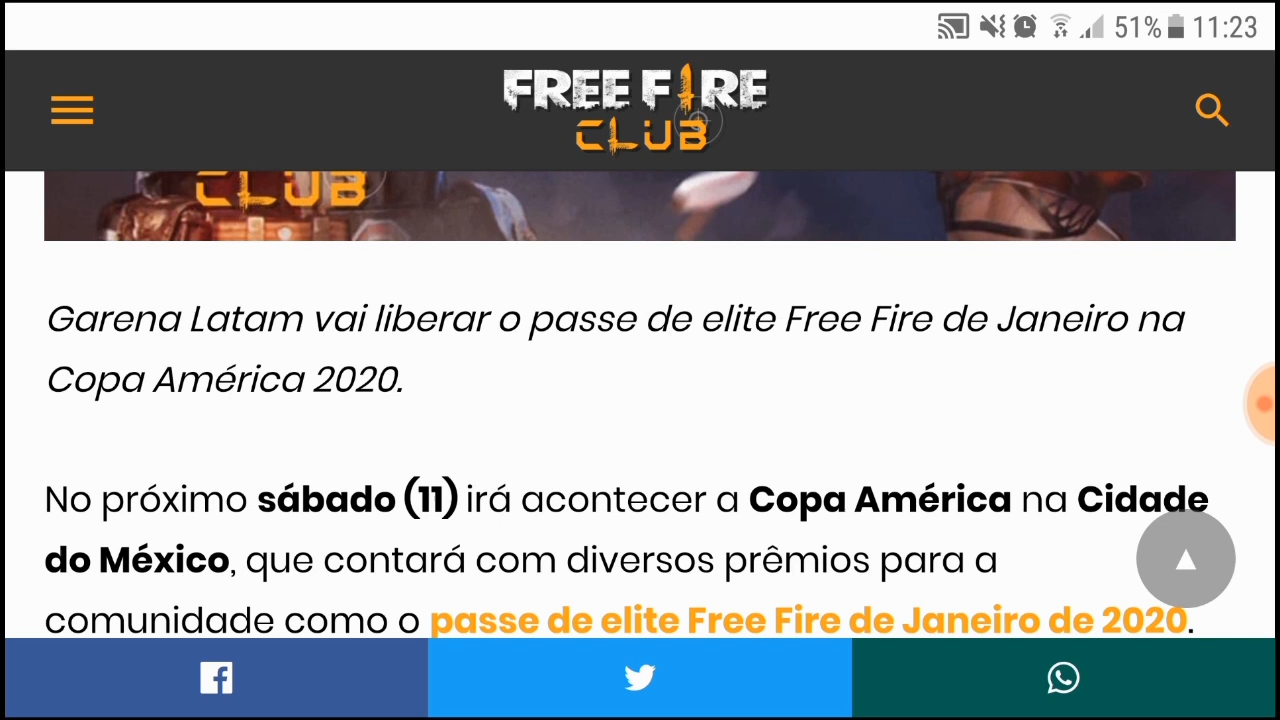 51% 11:23
FREE FIRE
CLUB
CLUB
Garena Latam vai liberar o passe de elite Free Fire de Janeiro na
Copa América 2020.
No próximo sábado (11) irá acontecer a Copa América na Cidade
do México, que contará com diversos prêmios para a
comunidade como o passe de elite Free Fire de Janeiro de 2020.